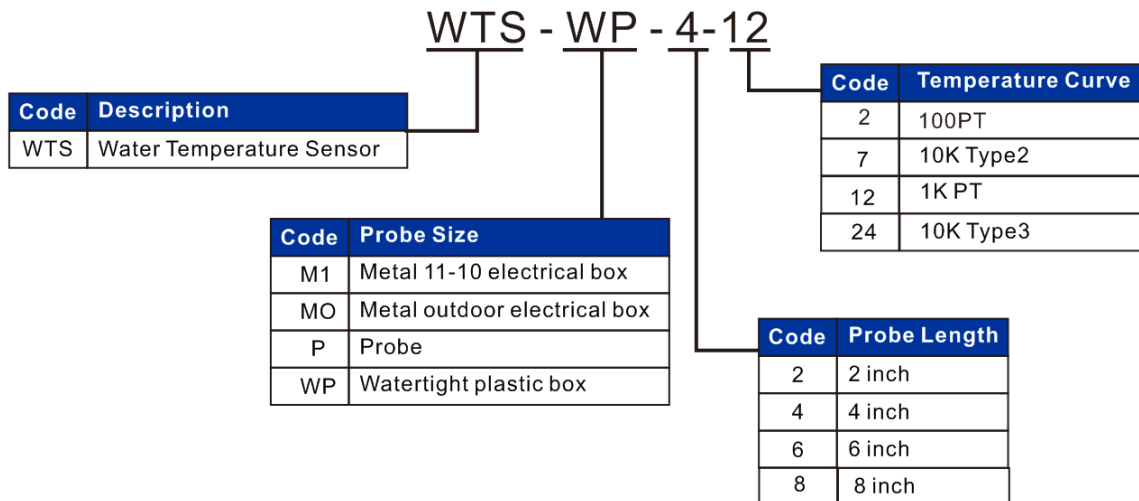 WTS - WP - 4-12
Code Description
WTS Water Temperature Sensor
Code Temperature Curve
2 100PT
7 10K Type2
12 1K PT
24 10K Type3
Code Probe Size
M1 Metal 11-10 electrical box
MO Metal outdoor electrical box
P Probe
WP Watertight plastic box
Code Probe Length
2 2 inch
4 4 inch
6 6 inch
8 8 inch